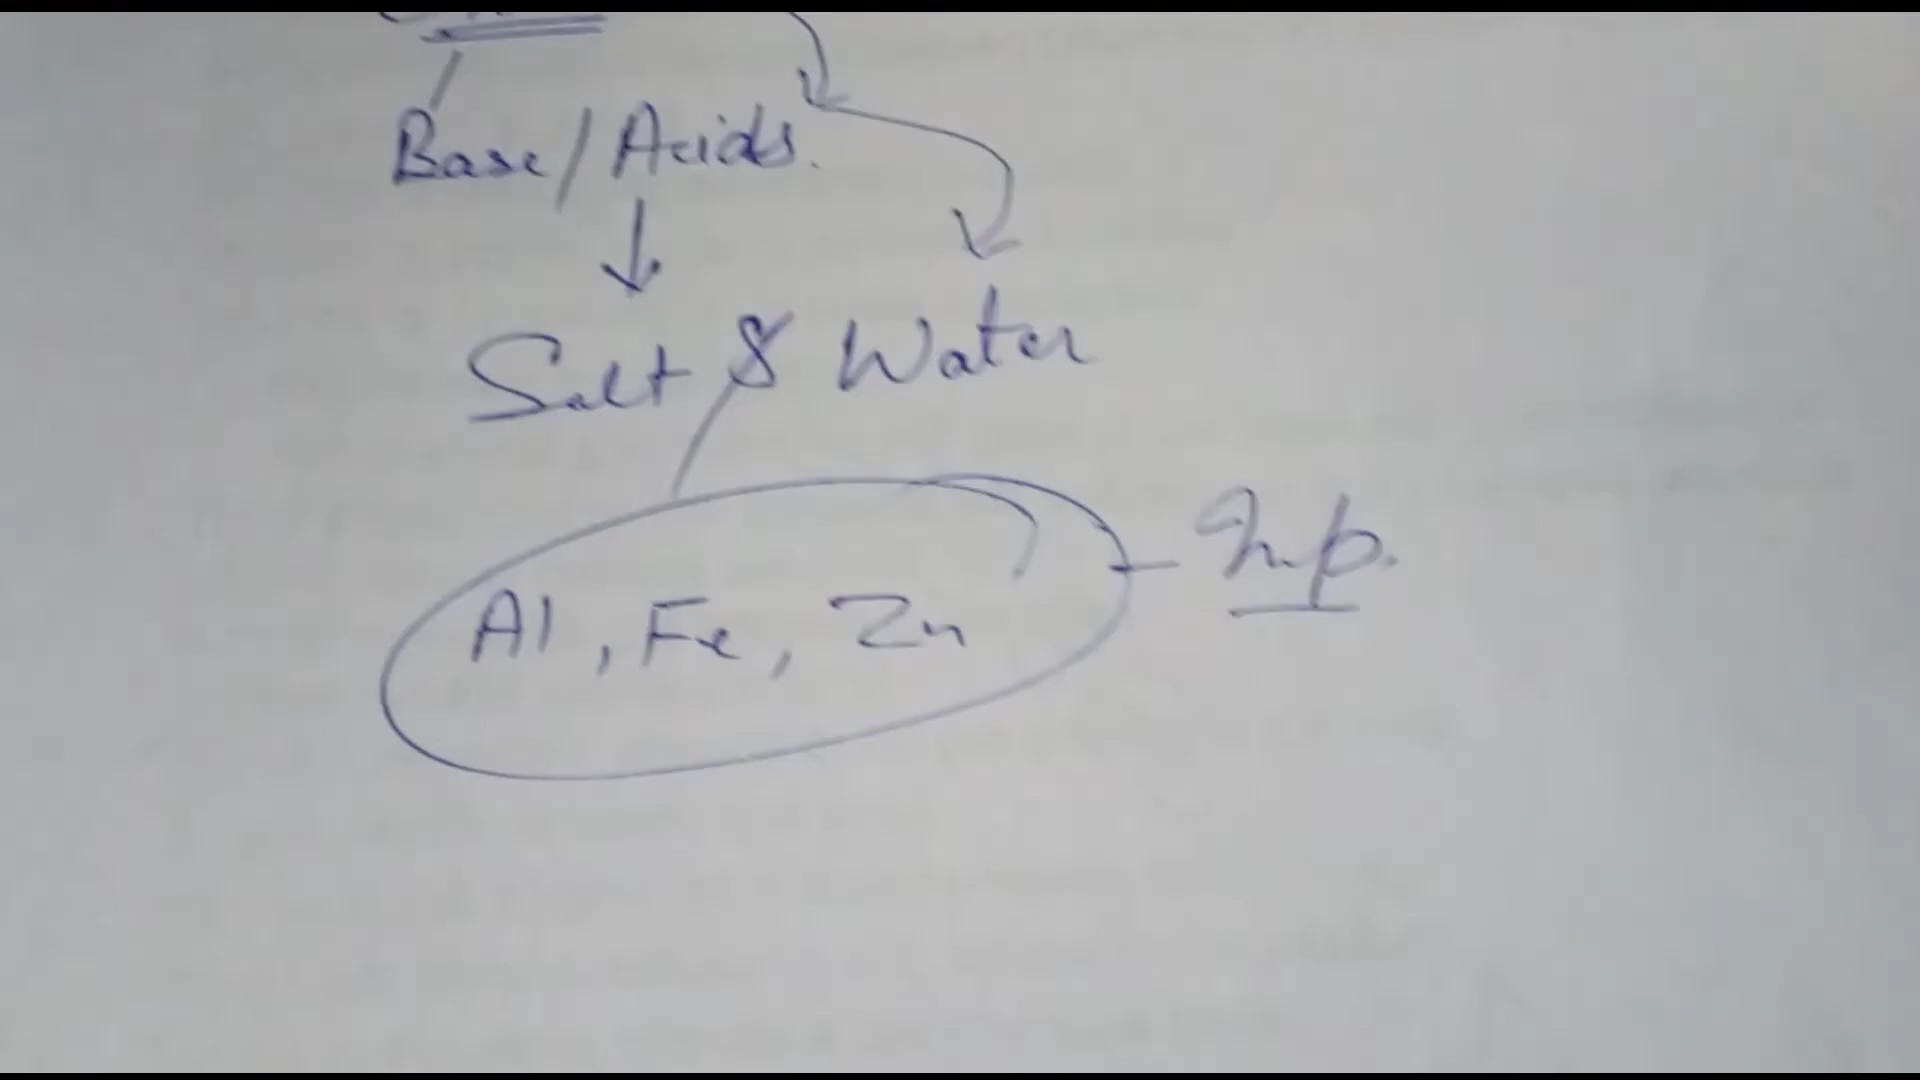 Base/Acids.
Salt & Water
Al, Fe, Zn
Imp.